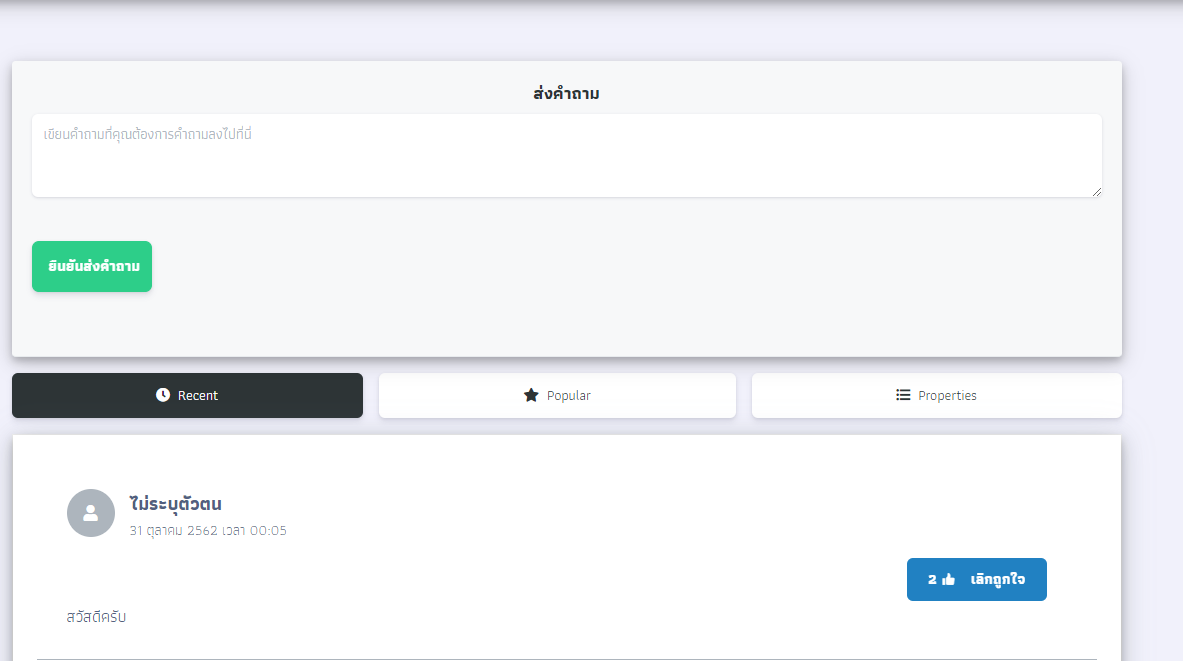 ส่งคำถาม
เขียนคำถามที่คุณต้องการคำถามลงไปที่นี่
ยืนยันส่งคำถาม
Recent
Popular
Properties
ไม่ระบุตัวตน
31 ตุลาคม 2562 เวลา 00:05
2 เลิกถูกใจ
สวัสดีครับ